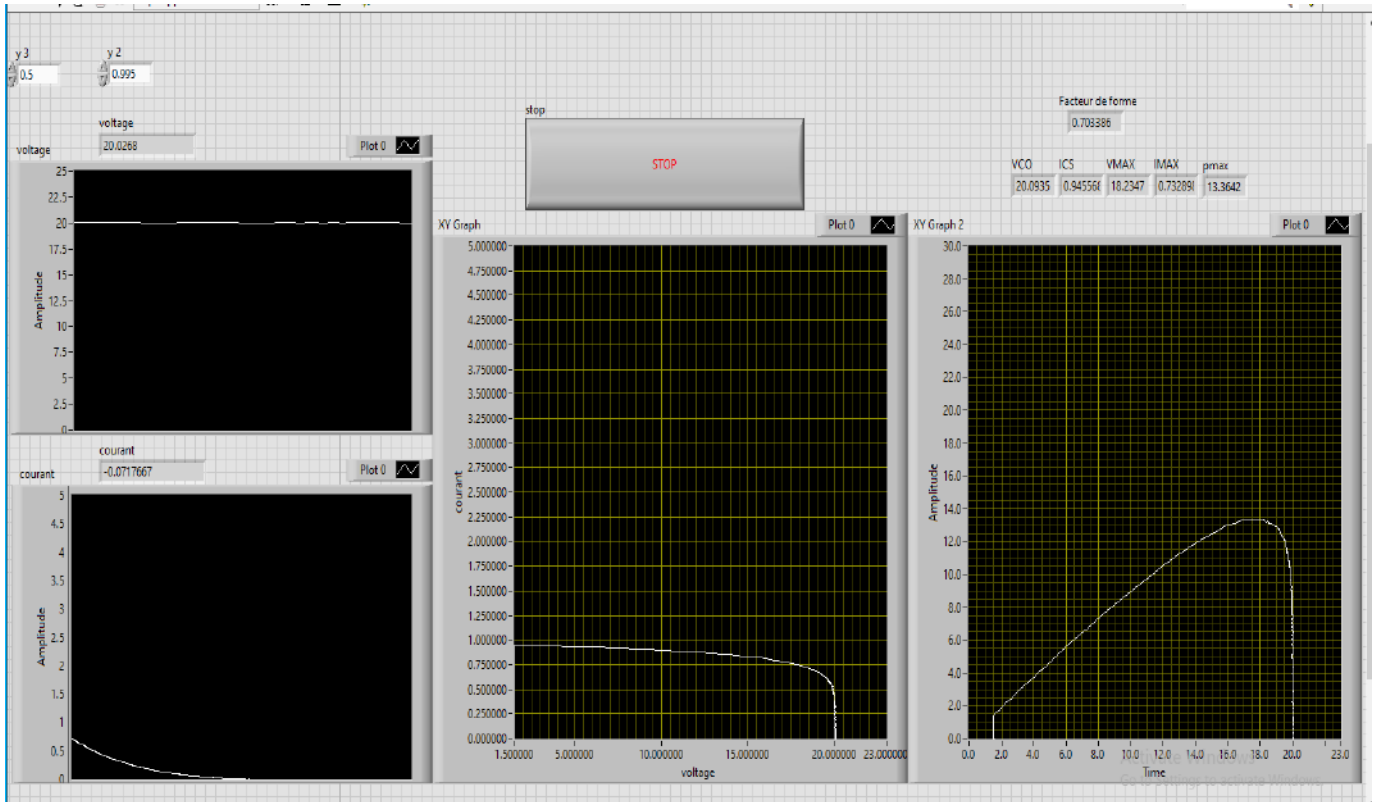 y 3
y 2
0.5
0.995
voltage
20.0268
voltage
Plot 0
25
22.5
20
17.5
15
12.5
10
7.5
5
2.5
0
Amplitude
courant
-0.0717667
courant
Plot 0
5
4.5
4
3.5
3
2.5
2
1.5
1
0.5
0
Amplitude
stop
STOP
Facteur de forme
0.703386
VCO ICS VMAX IMAX pmax
20.0935 0.94556 18.2347 0.73289 13.3642
XY Graph
Plot 0
5.000000
4.750000
4.500000
4.250000
4.000000
3.750000
3.500000
3.250000
3.000000
2.750000
2.500000
2.250000
2.000000
1.750000
1.500000
1.250000
1.000000
0.750000
0.500000
0.250000
0.000000
courant
1.500000 5.000000 10.000000 15.000000 20.000000 23.000000
voltage
XY Graph 2
Plot 0
30.0
28.0
26.0
24.0
22.0
20.0
18.0
16.0
14.0
12.0
10.0
8.0
6.0
4.0
2.0
0.0
Amplitude
0.0 2.0 4.0 6.0 8.0 10.0 12.0 14.0 16.0 18.0 20.0 23.0
Time
Activate Windows
Go to Settings to activate Windows.